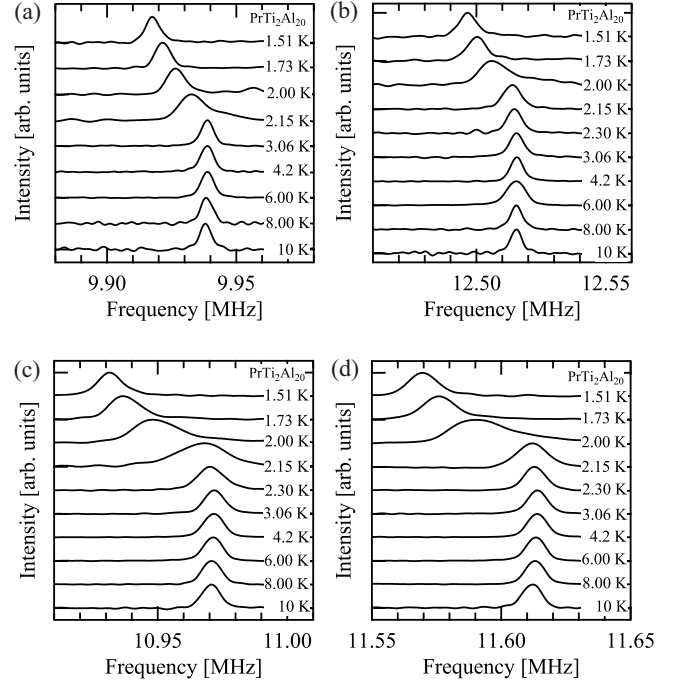 (a)
PrTi2Al20
1.51 K
1.73 K
2.00 K
2.15 K
3.06 K
4.2 K
6.00 K
8.00 K
10 K
Intensity [arb. units]
9.90
9.95
Frequency [MHz]
(b)
PrTi2Al20
1.51 K
1.73 K
2.00 K
2.15 K
2.30 K
3.06 K
4.2 K
6.00 K
8.00 K
10 K
Intensity [arb. units]
12.50
12.55
Frequency [MHz]
(c)
PrTi2Al20
1.51 K
1.73 K
2.00 K
2.15 K
2.30 K
3.06 K
4.2 K
6.00 K
8.00 K
10 K
Intensity [arb. units]
10.95
11.00
Frequency [MHz]
(d)
PrTi2Al20
1.51 K
1.73 K
2.00 K
2.15 K
2.30 K
3.06 K
4.2 K
6.00 K
8.00 K
10 K
Intensity [arb. units]
11.55
11.60
11.65
Frequency [MHz]